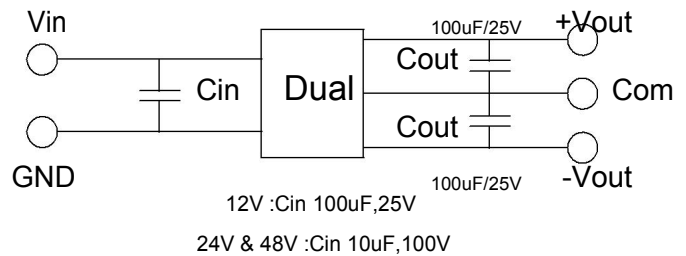 Vin
100uF/25V
+Vout
Cout
Cin
Dual
Com
Cout
GND
100uF/25V
-Vout
12V :Cin 100uF,25V
24V & 48V :Cin 10uF,100V